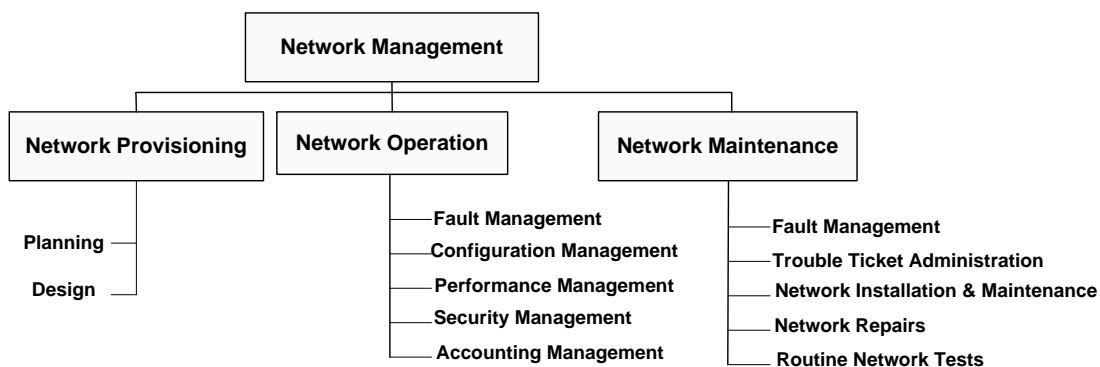 Network Management
Network Provisioning
Network Operation
Network Maintenance
Planning
Design
Fault Management
Configuration Management
Performance Management
Security Management
Accounting Management
Fault Management
Trouble Ticket Administration
Network Installation & Maintenance
Network Repairs
Routine Network Tests